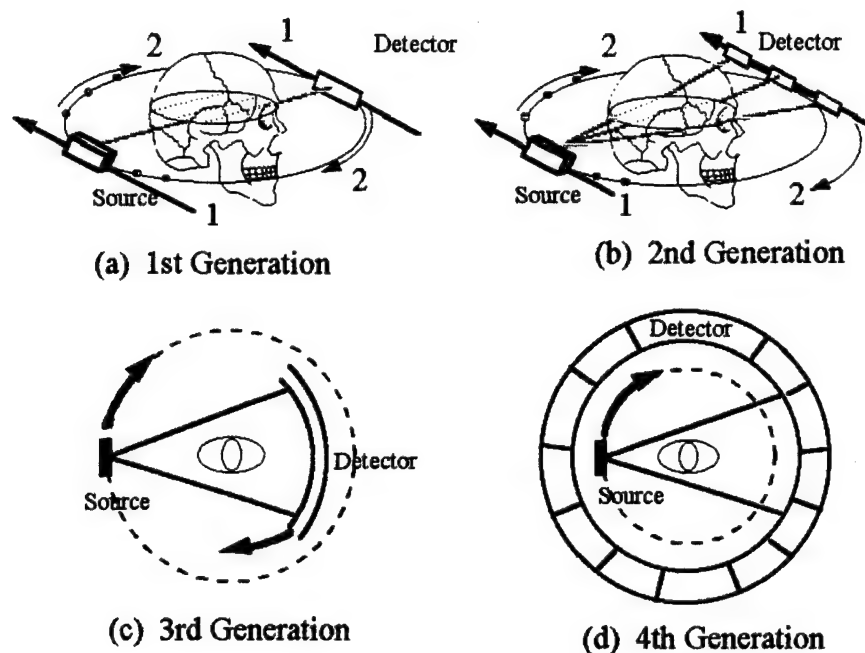 1
Detector
2
Source
1
2
(a) 1st Generation
1
Detector
2
Source
1
2
(b) 2nd Generation
Source
Detector
(c) 3rd Generation
Detector
Source
(d) 4th Generation